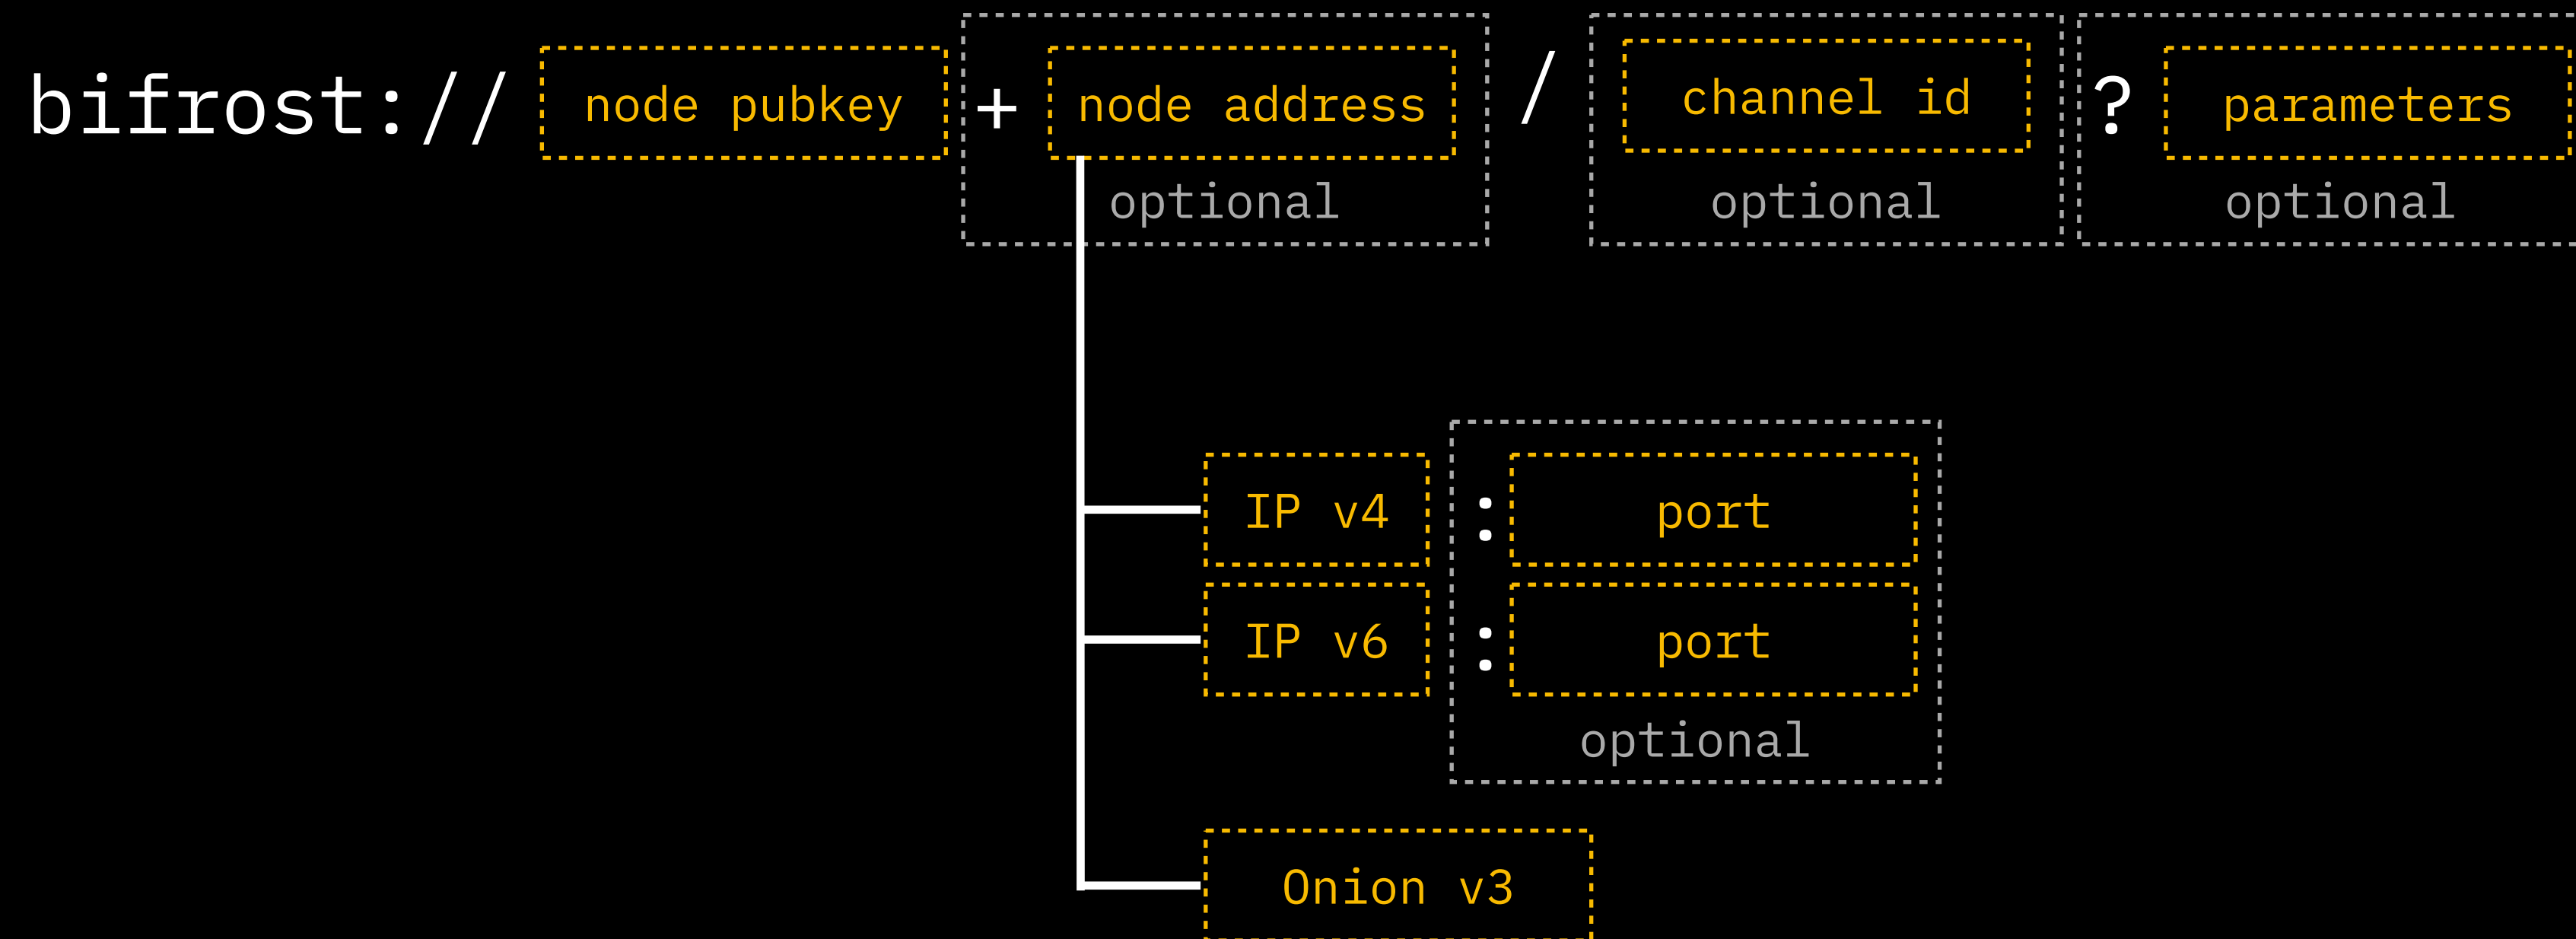 bifrost:// node pubkey + node address / channel id ? parameters
optional optional optional
IP v4 : port
IP v6 : port
optional
Onion v3